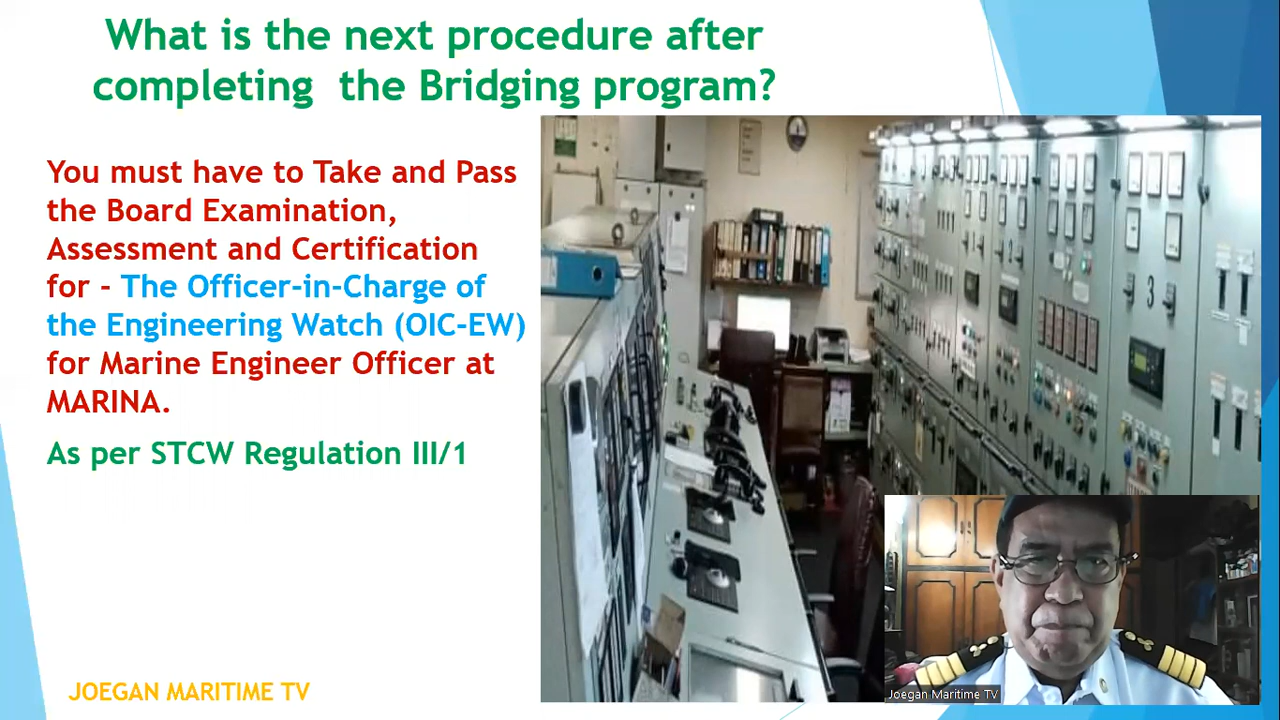 What is the next procedure after
completing the Bridging program?
You must have to Take and Pass
the Board Examination,
Assessment and Certification
for - The Officer-in-Charge of
the Engineering Watch (OIC-EW)
for Marine Engineer Officer at
MARINA.
As per STCW Regulation III/1
3
JOEGAN MARITIME TV
Joegan Maritime TV